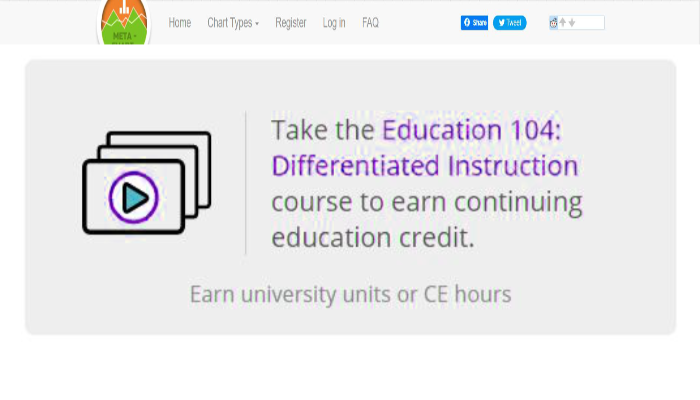 META-
Home Chart Types Register Log in FAQ Share Tweet
Take the Education 104:
Differentiated Instruction
course to earn continuing
education credit.
Earn university units or CE hours